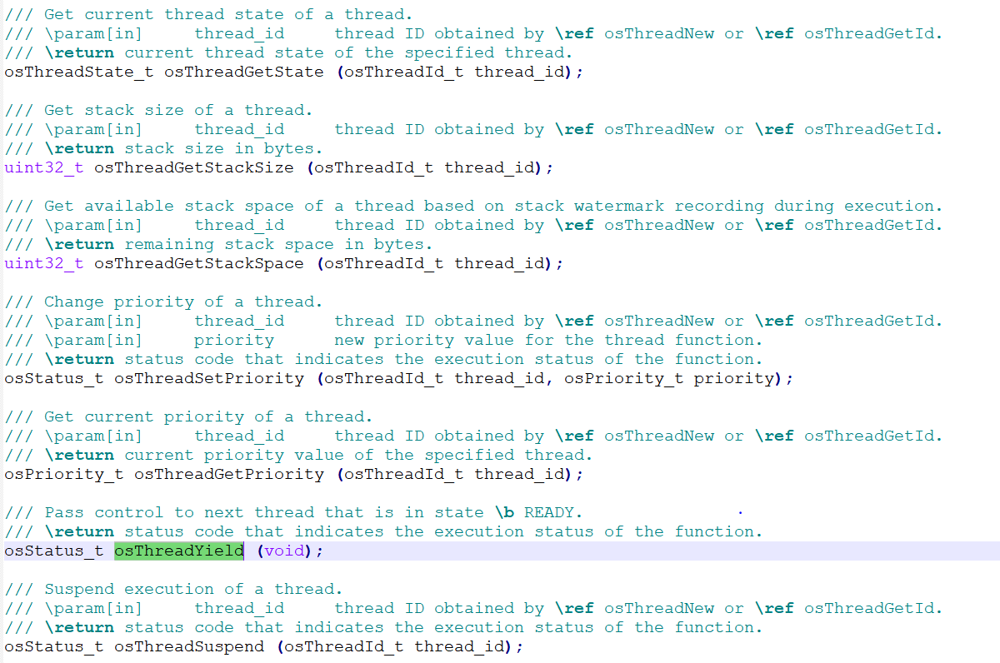 /// Get current thread state of a thread.
/// \param[in]     thread_id     thread ID obtained by \ref osThreadNew or \ref osThreadGetId.
/// \return current thread state of the specified thread.
osThreadState_t osThreadGetState (osThreadId_t thread_id);
/// Get stack size of a thread.
/// \param[in]     thread_id     thread ID obtained by \ref osThreadNew or \ref osThreadGetId.
/// \return stack size in bytes.
uint32_t osThreadGetStackSize (osThreadId_t thread_id);
/// Get available stack space of a thread based on stack watermark recording during execution.
/// \param[in]     thread_id     thread ID obtained by \ref osThreadNew or \ref osThreadGetId.
/// \return remaining stack space in bytes.
uint32_t osThreadGetStackSpace (osThreadId_t thread_id);
/// Change priority of a thread.
/// \param[in]     thread_id     thread ID obtained by \ref osThreadNew or \ref osThreadGetId.
/// \param[in]     priority      new priority value for the thread function.
/// \return status code that indicates the execution status of the function.
osStatus_t osThreadSetPriority (osThreadId_t thread_id, osPriority_t priority);
/// Get current priority of a thread.
/// \param[in]     thread_id     thread ID obtained by \ref osThreadNew or \ref osThreadGetId.
/// \return current priority value of the specified thread.
osPriority_t osThreadGetPriority (osThreadId_t thread_id);
/// Pass control to next thread that is in state \b READY.
/// \return status code that indicates the execution status of the function.
osStatus_t osThreadYield (void);
/// Suspend execution of a thread.
/// \param[in]     thread_id     thread ID obtained by \ref osThreadNew or \ref osThreadGetId.
/// \return status code that indicates the execution status of the function.
osStatus_t osThreadSuspend (osThreadId_t thread_id);